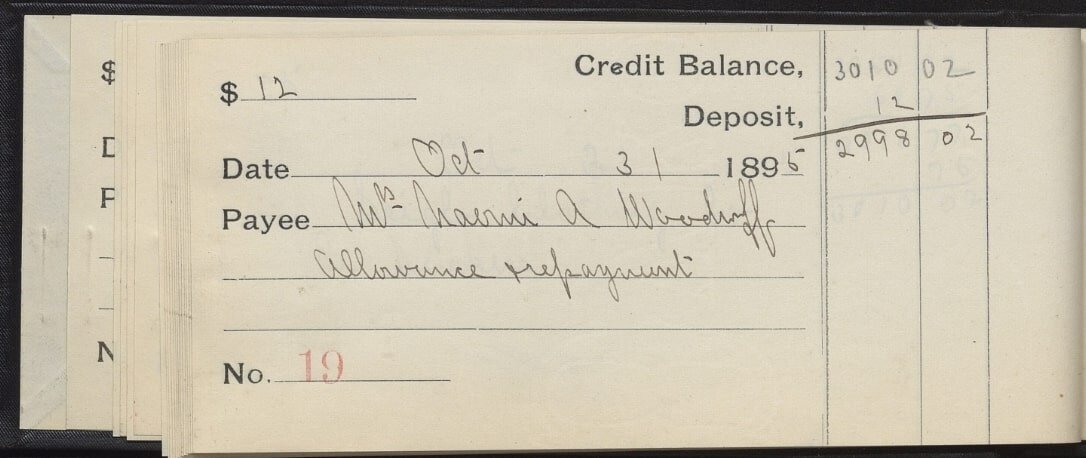 $ 12
Credit Balance, 3010 02
Deposit, 12
2998 02
Date Oct 31 1895
Payee Mrs Naomi A Woodruff
Allowance & repayment
No. 19
$
D
P
N